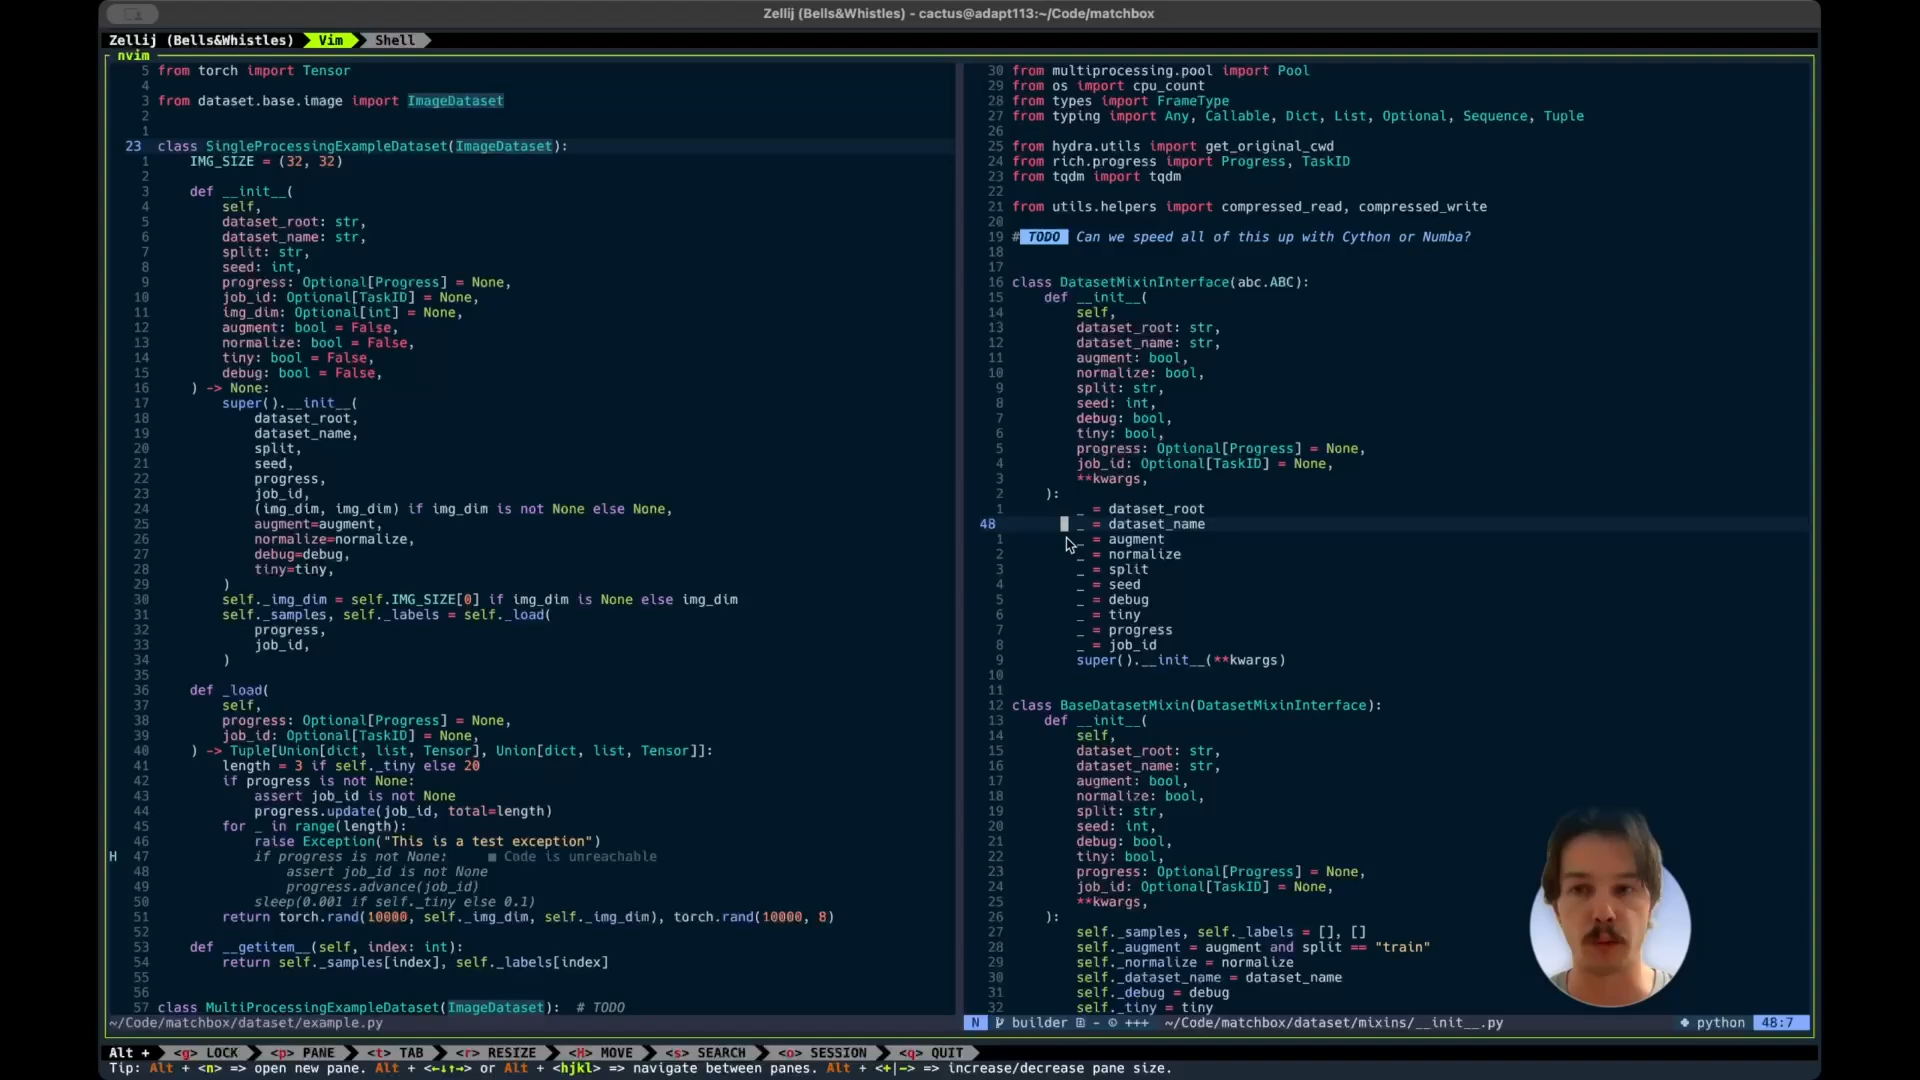 Zellij (Bells&Whistles) - cactus@adapt113:~/Code/matchbox
Zellij (Bells&Whistles) Vim Shell
nvim
5 from torch import Tensor
4
3 from dataset.base.image import ImageDataset
2
1
23 class SingleProcessingExampleDataset(ImageDataset):
1 IMG_SIZE = (32, 32)
2
3 def __init__(
4 self,
5 dataset_root: str,
6 dataset_name: str,
7 split: str,
8 seed: int,
9 progress: Optional[Progress] = None,
10 job_id: Optional[TaskID] = None,
11 img_dim: Optional[int] = None,
12 augment: bool = False,
13 normalize: bool = False,
14 tiny: bool = False,
15 debug: bool = False,
16 ) -> None:
17 super().__init__(
18 dataset_root,
19 dataset_name,
20 split,
21 seed,
22 progress,
23 job_id,
24 (img_dim, img_dim) if img_dim is not None else None,
25 augment=augment,
26 normalize=normalize,
27 debug=debug,
28 tiny=tiny,
29 )
30 self._img_dim = self.IMG_SIZE[0] if img_dim is None else img_dim
31 self._samples, self._labels = self._load(
32 progress,
33 job_id,
34 )
35
36 def _load(
37 self,
38 progress: Optional[Progress] = None,
39 job_id: Optional[TaskID] = None,
40 ) -> Tuple[Union[dict, list, Tensor], Union[dict, list, Tensor]]:
41 length = 3 if self._tiny else 20
42 if progress is not None:
43 assert job_id is not None
44 progress.update(job_id, total=length)
45 for _ in range(length):
46 raise Exception("This is a test exception")
H 47 if progress is not None: ■ Code is unreachable
48 assert job_id is not None
49 progress.advance(job_id)
50 sleep(0.001 if self._tiny else 0.1)
51 return torch.rand(10000, self._img_dim, self._img_dim), torch.rand(10000, 8)
52
53 def __getitem__(self, index: int):
54 return self._samples[index], self._labels[index]
55
56
57 class MultiProcessingExampleDataset(ImageDataset): # TODO
~/Code/matchbox/dataset/example.py
30 from multiprocessing.pool import Pool
29 from os import cpu_count
28 from types import FrameType
27 from typing import Any, Callable, Dict, List, Optional, Sequence, Tuple
26
25 from hydra.utils import get_original_cwd
24 from rich.progress import Progress, TaskID
23 from tqdm import tqdm
22
21 from utils.helpers import compressed_read, compressed_write
20
19 # TODO Can we speed all of this up with Cython or Numba?
18
17
16 class DatasetMixinInterface(abc.ABC):
15 def __init__(
14 self,
13 dataset_root: str,
12 dataset_name: str,
11 augment: bool,
10 normalize: bool,
9 split: str,
8 seed: int,
7 debug: bool,
6 tiny: bool,
5 progress: Optional[Progress] = None,
4 job_id: Optional[TaskID] = None,
3 **kwargs,
2 ):
1 _ = dataset_root
48 _ = dataset_name
1 _ = augment
2 _ = normalize
3 _ = split
4 _ = seed
5 _ = debug
6 _ = tiny
7 _ = progress
8 _ = job_id
9 super().__init__(**kwargs)
10
11
12 class BaseDatasetMixin(DatasetMixinInterface):
13 def __init__(
14 self,
15 dataset_root: str,
16 dataset_name: str,
17 augment: bool,
18 normalize: bool,
19 split: str,
20 seed: int,
21 debug: bool,
22 tiny: bool,
23 progress: Optional[Progress] = None,
24 job_id: Optional[TaskID] = None,
25 **kwargs,
26 ):
27 self._samples, self._labels = [], []
28 self._augment = augment and split == "train"
29 self._normalize = normalize
30 self._dataset_name = dataset_name
31 self._debug = debug
32 self._tiny = tiny
N builder - +++ ~/Code/matchbox/dataset/mixins/__init__.py python 48:7
Alt + <g> LOCK <p> PANE <t> TAB <r> RESIZE <H> MOVE <s> SEARCH <o> SESSION <q> QUIT
Tip: Alt + <n> => open new pane. Alt + <←↓↑→> or Alt + <hjkl> => navigate between panes. Alt + <+|-> => increase/decrease pane size.